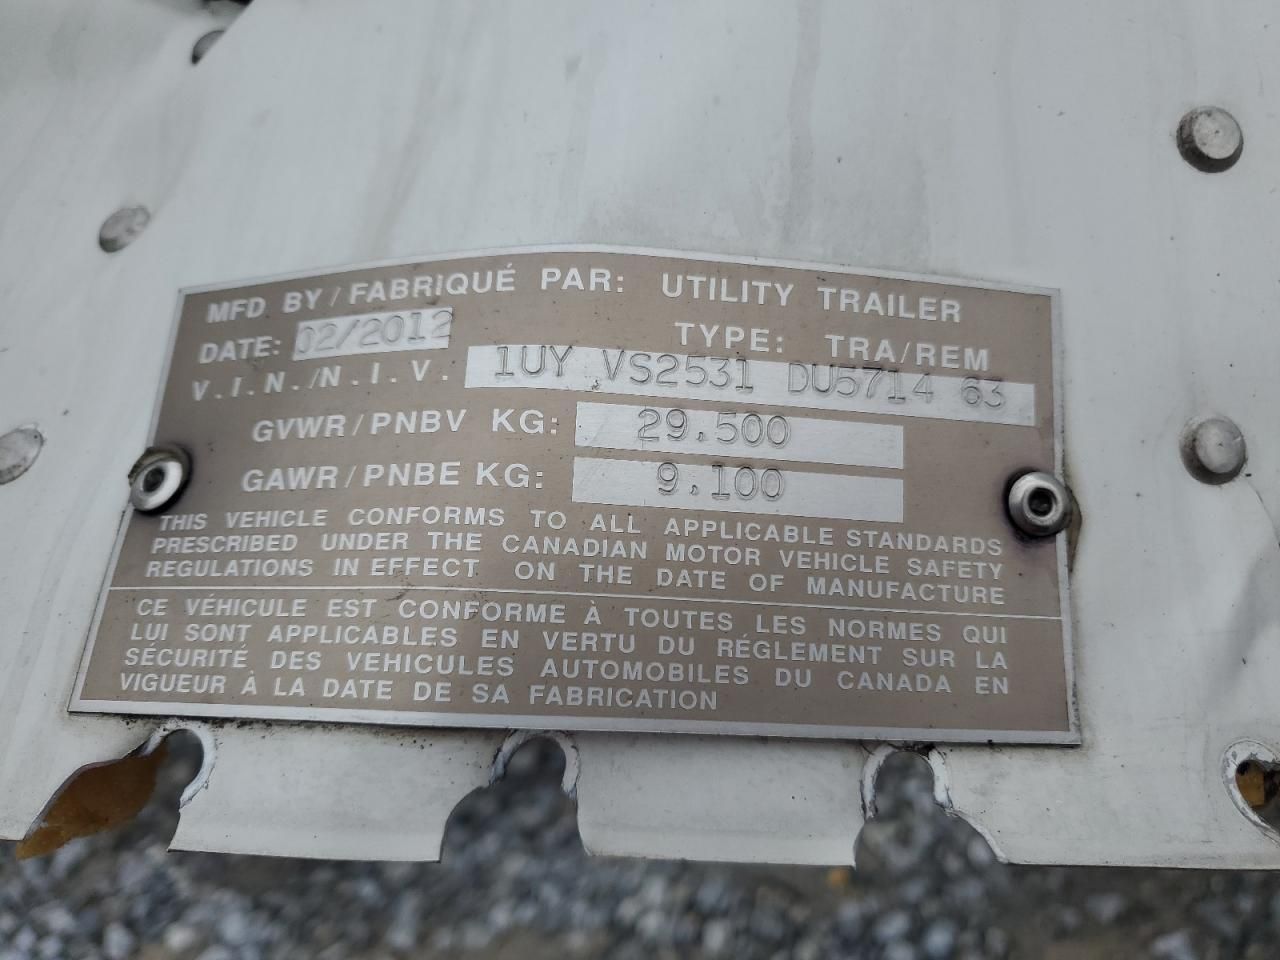 MFD BY/FABRIQUÉ PAR: UTILITY TRAILER
DATE: 02/2012 TYPE: TRA/REM
V.I.N./N.I.V. 1UY VS2531 DU5714 63
GVWR/PNBV KG: 29,500
GAWR/PNBE KG: 9,100
THIS VEHICLE CONFORMS TO ALL APPLICABLE STANDARDS
PRESCRIBED UNDER THE CANADIAN MOTOR VEHICLE SAFETY
REGULATIONS IN EFFECT ON THE DATE OF MANUFACTURE
CE VÉHICULE EST CONFORME À TOUTES LES NORMES QUI
LUI SONT APPLICABLES EN VERTU DU RÉGLEMENT SUR LA
SÉCURITÉ DES VEHICULES AUTOMOBILES DU CANADA EN
VIGUEUR À LA DATE DE SA FABRICATION